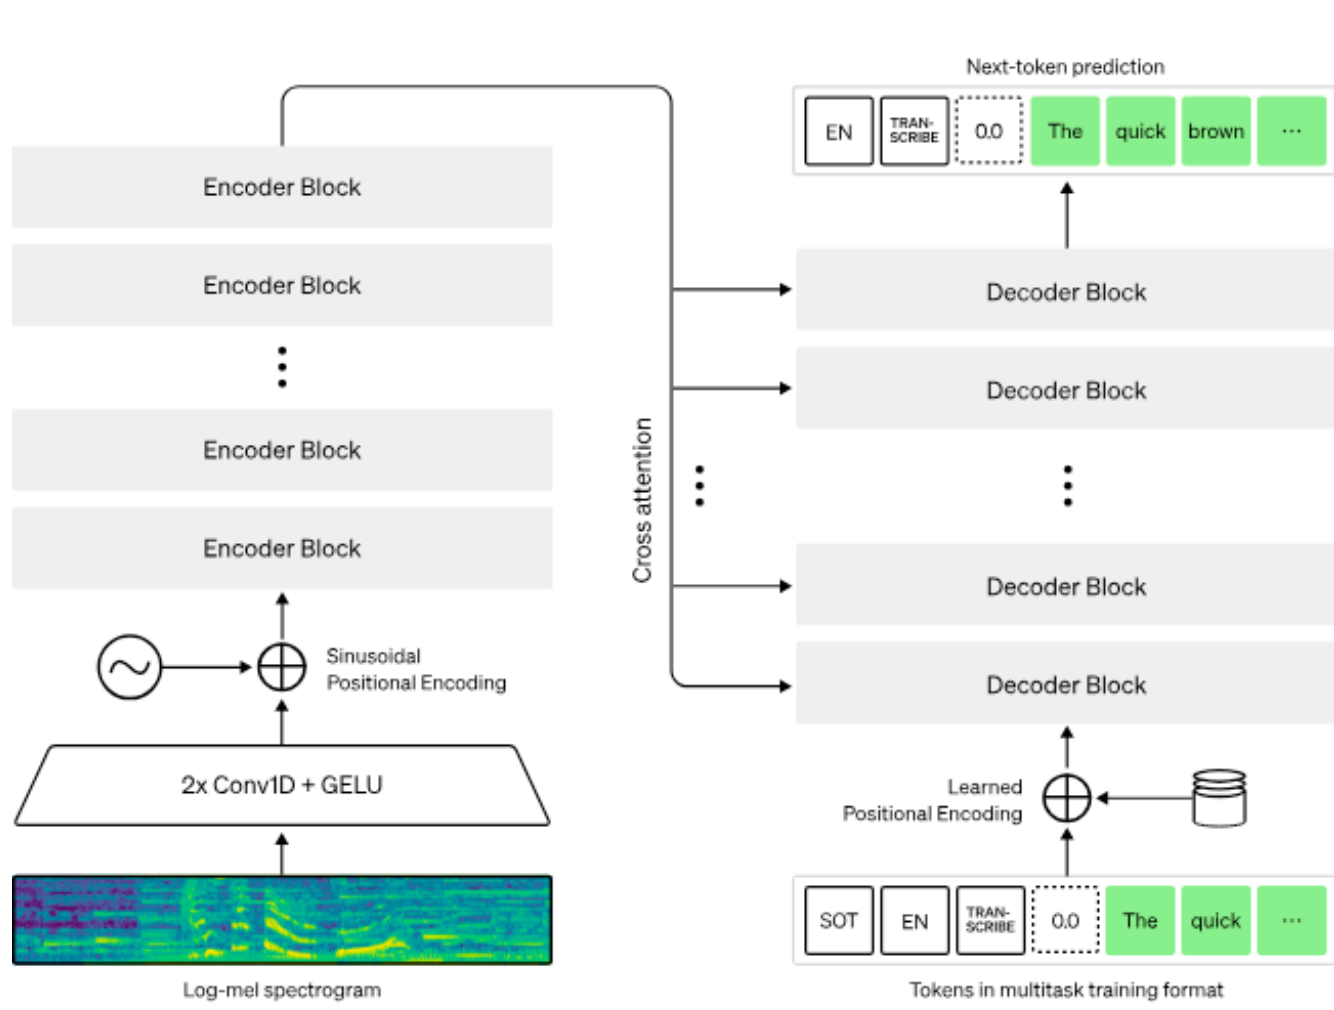 Next-token prediction
EN TRAN-SCRIBE 0.0 The quick brown ...
Encoder Block
Encoder Block
Encoder Block
Encoder Block
Sinusoidal
Positional Encoding
2x Conv1D + GELU
Log-mel spectrogram
Cross attention
Decoder Block
Decoder Block
Decoder Block
Decoder Block
Learned
Positional Encoding
SOT EN TRAN-SCRIBE 0.0 The quick ...
Tokens in multitask training format